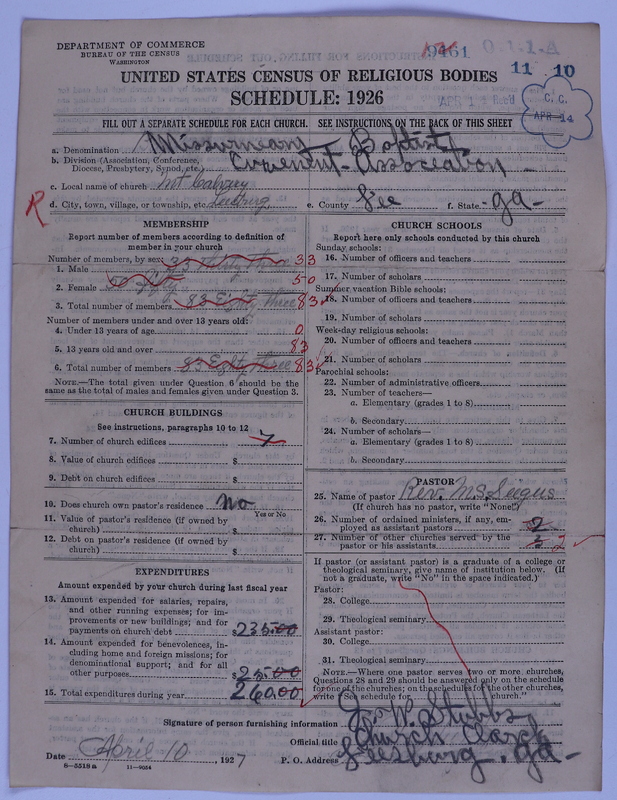 DEPARTMENT OF COMMERCE
BUREAU OF THE CENSUS
WASHINGTON
9461
11 10
UNITED STATES CENSUS OF RELIGIOUS BODIES
SCHEDULE: 1926
C. C.
APR 14
FILL OUT A SEPARATE SCHEDULE FOR EACH CHURCH. SEE INSTRUCTIONS ON THE BACK OF THIS SHEET
a. Denomination Missurnean Baptist
b. Division (Association, Conference, Diocese, Presbytery, Synod, etc.) Association
c. Local name of church Mt Calvary
d. City, town, village, or township, etc. Leesburg e. County Lee f. State Ga-
R
MEMBERSHIP
Report number of members according to definition of
member in your church
Number of members, by sex:
1. Male 33
2. Female 50 Fifty 50
3. Total number of members 83 Eighty three 83
Number of members under and over 13 years old:
4. Under 13 years of age 0
5. 13 years old and over 83
6. Total number of members 83 Eight three 83
NOTE.—The total given under Question 6 should be the
same as the total of males and females given under Question 3.
CHURCH BUILDINGS
See instructions, paragraphs 10 to 12
7. Number of church edifices
8. Value of church edifices $
9. Debt on church edifices $
10. Does church own pastor's residence No
Yes or No
11. Value of pastor's residence (if owned by
church) $
12. Debt on pastor's residence (if owned by
church) $
EXPENDITURES
Amount expended by your church during last fiscal year
13. Amount expended for salaries, repairs,
and other running expenses; for im-
provements or new buildings; and for
payments on church debt $235.00
14. Amount expended for benevolences, in-
cluding home and foreign missions; for
denominational support; and for all
other purposes $25.00
15. Total expenditures during year 260.00
CHURCH SCHOOLS
Report here only schools conducted by this church
Sunday schools:
16. Number of officers and teachers
17. Number of scholars
Summer vacation Bible schools:
18. Number of officers and teachers
19. Number of scholars
Week-day religious schools:
20. Number of officers and teachers
21. Number of scholars
Parochial schools:
22. Number of administrative officers
23. Number of teachers—
a. Elementary (grades 1 to 8)
b. Secondary
24. Number of scholars—
a. Elementary (grades 1 to 8)
b. Secondary
PASTOR
25. Name of pastor Rev.
(If church has no pastor, write "None")
26. Number of ordained ministers, if any, em-
ployed as assistant pastors 2
27. Number of other churches served by the
pastor or his assistants 2
If pastor (or assistant pastor) is a graduate of a college or
theological seminary, give name of institution below. (If
not a graduate, write "No" in the space indicated.)
Pastor:
28. College
29. Theological seminary
Assistant pastor:
30. College
31. Theological seminary
NOTE.—Where one pastor serves two or more churches,
Questions 28 and 29 should be answered only on the schedule
for one of the churches; on the schedules for the other churches,
write "See schedule for church."
Signature of person furnishing information W. Stubbs
Official title Church Clerk
Date April 10, 1927 P. O. Address Leesburg, Ga-
8-5518a 11-9054